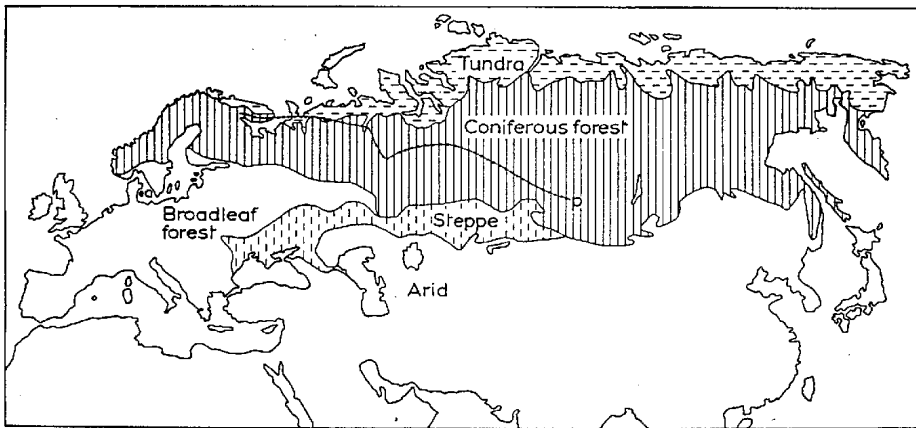 Tundra
Coniferous forest
Broadleaf
forest
Steppe
Arid